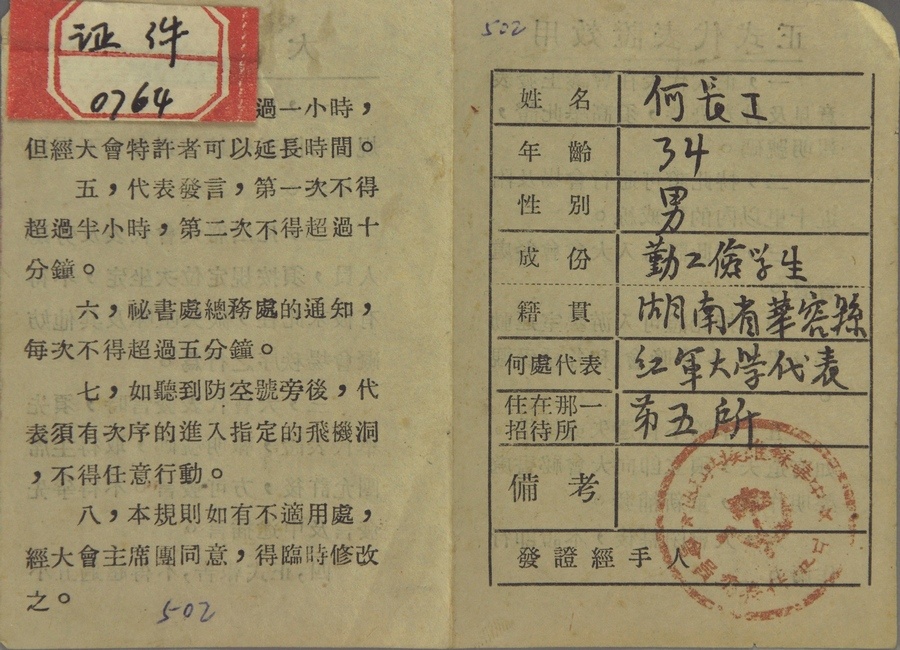 证件
0764
過一小時，
但經大會特許者可以延長時間。
五，代表發言，第一次不得
超過半小時，第二次不得超過十
分鐘。
六，祕書處總務處的通知，
每次不得超過五分鐘。
七，如聽到防空號旁後，代
表須有次序的進入指定的飛機洞
，不得任意行動。
八，本規則如有不適用處，
經大會主席團同意，得臨時修改
之。
502
502
姓名 何長工
年齡 34
性別 男
成份 勤工儉学生
籍貫 湖南省華容縣
何處代表 红軍大学代表
住在那一招待所 第五所
備考
發證經手人